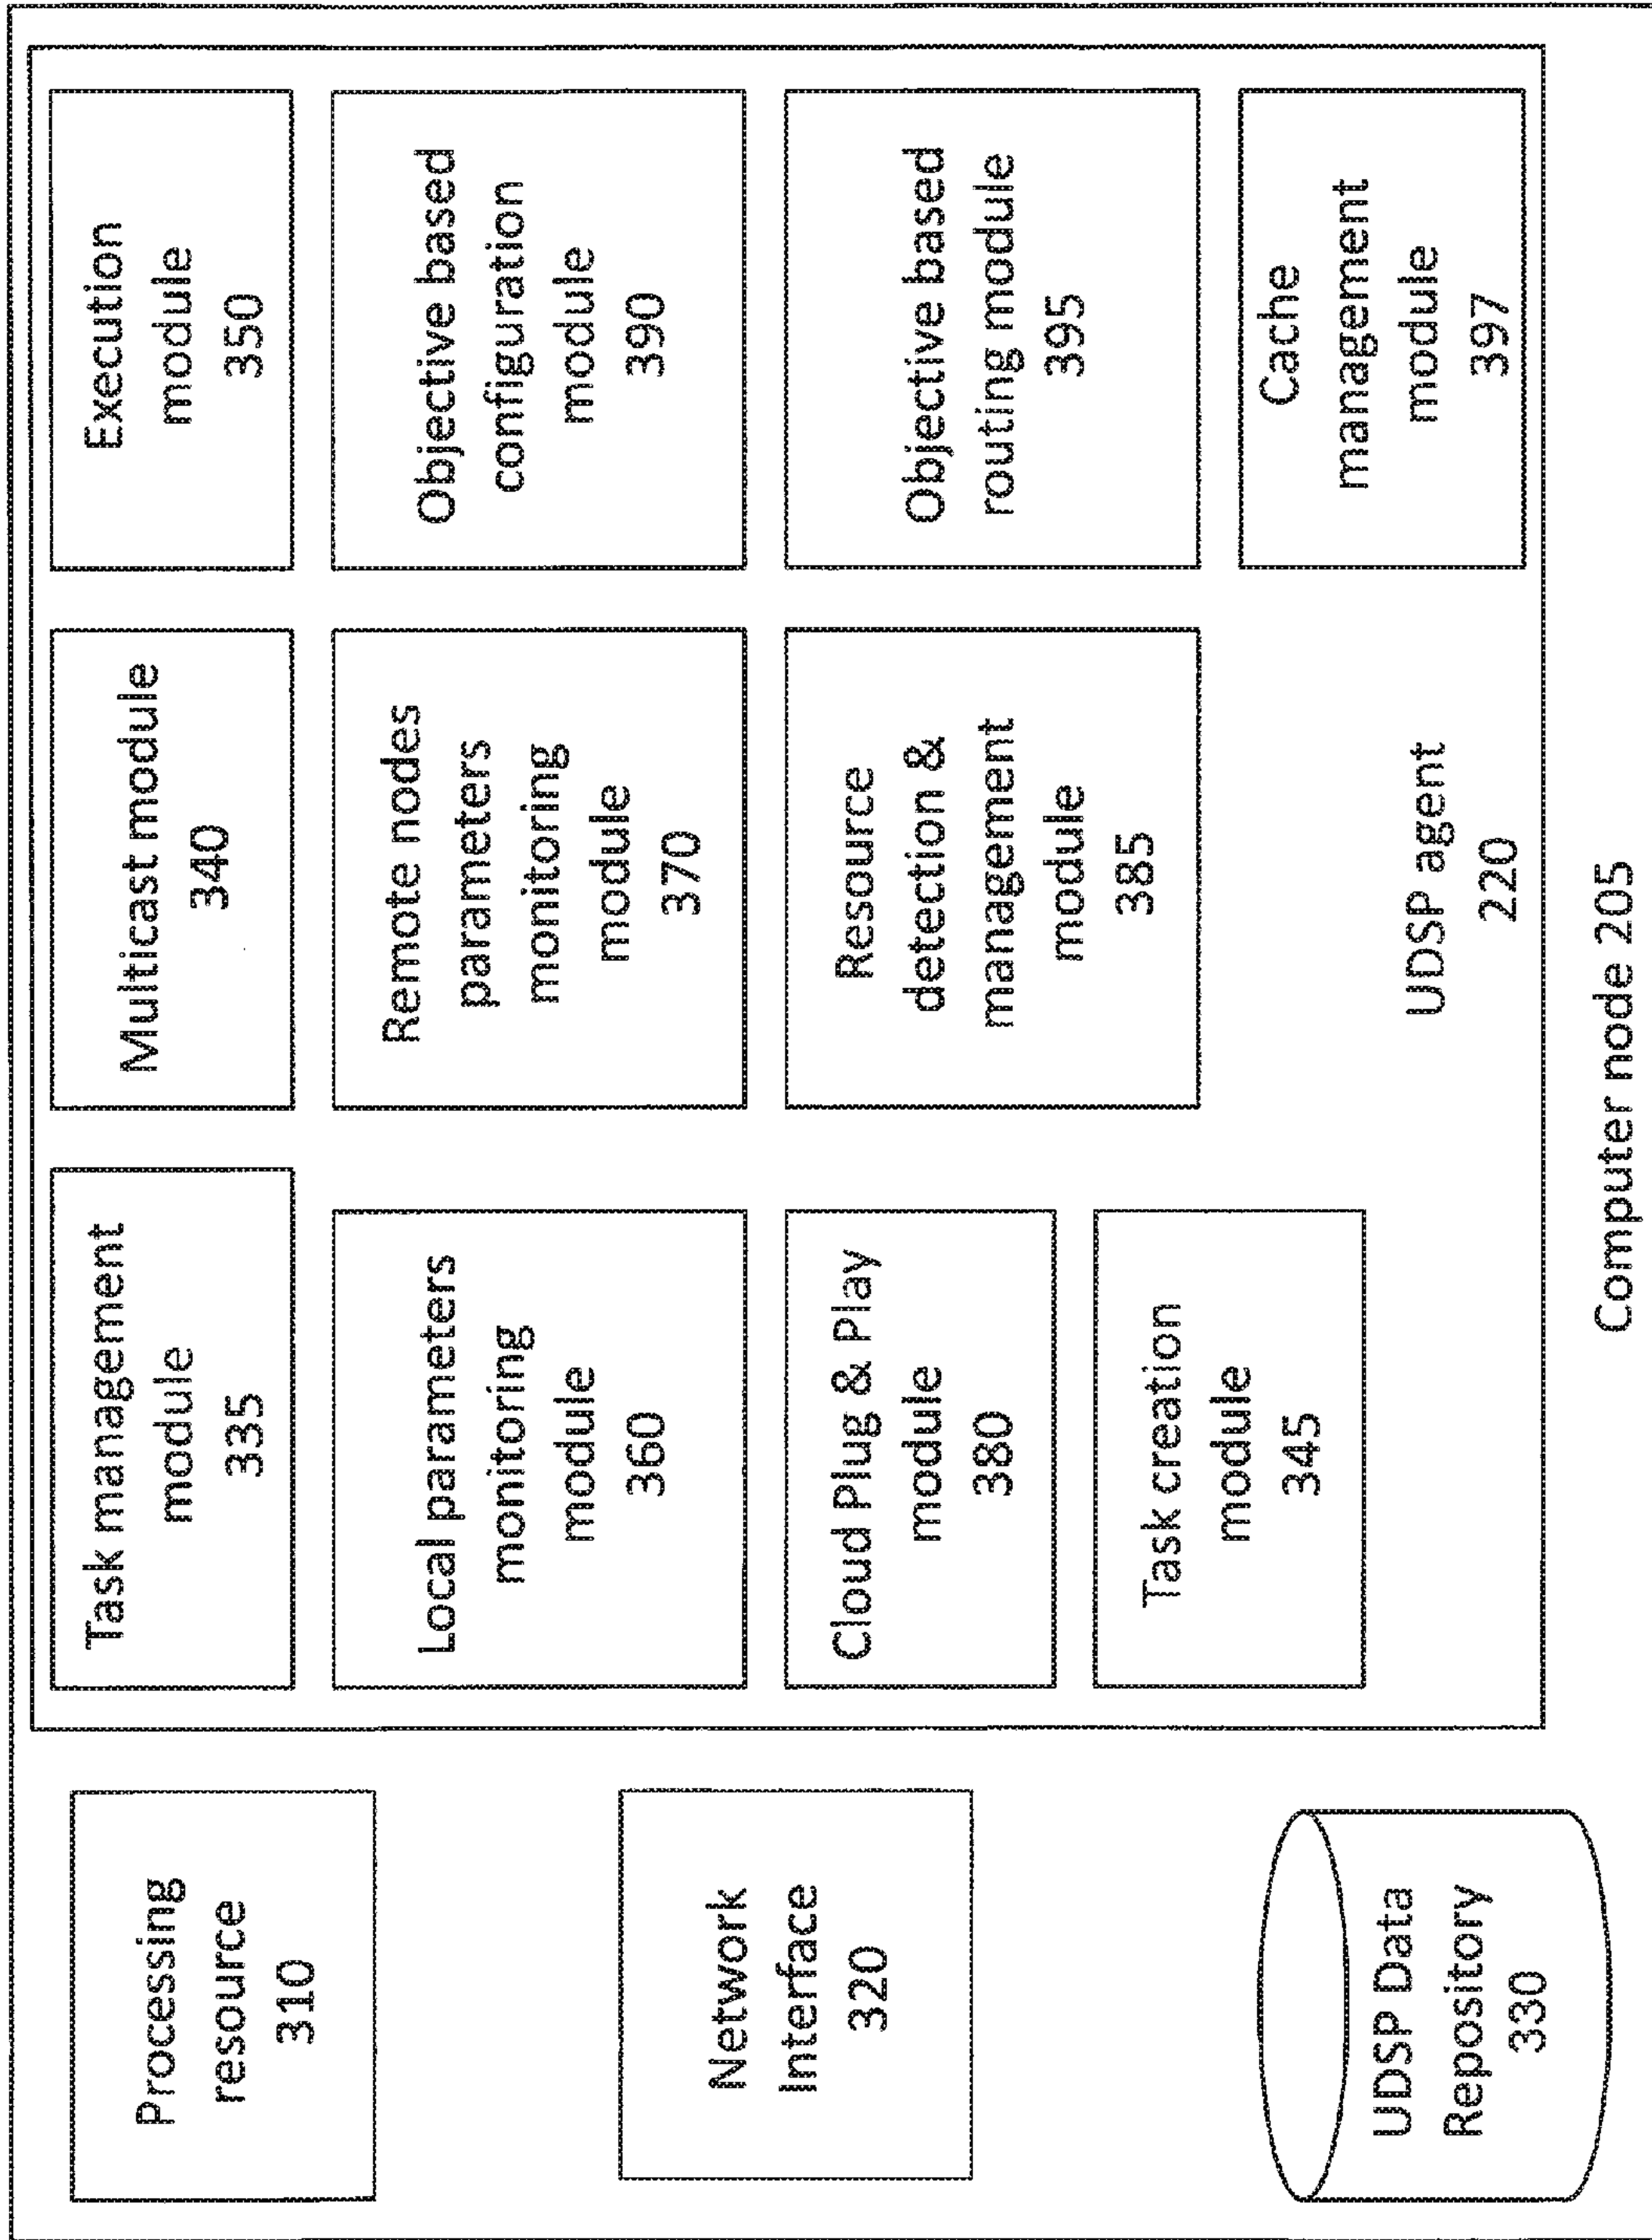 Processing
resource
310
Network
Interface
320
UDSP Data
Repository
330
Task management
module
335
Local parameters
monitoring
module
360
Cloud Plug & Play
module
380
Task creation
module
345
Multicast module
340
Remote nodes
parameters
monitoring
module
370
Resource
detection &
management
module
385
UDSP agent
220
Execution
module
350
Objective based
configuration
module
390
Objective based
routing module
395
Cache
management
module
397
Computer node 205